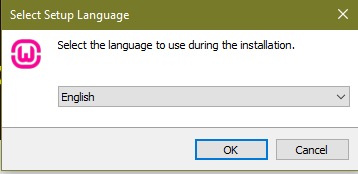 Select Setup Language
Select the language to use during the installation.
English
OK
Cancel